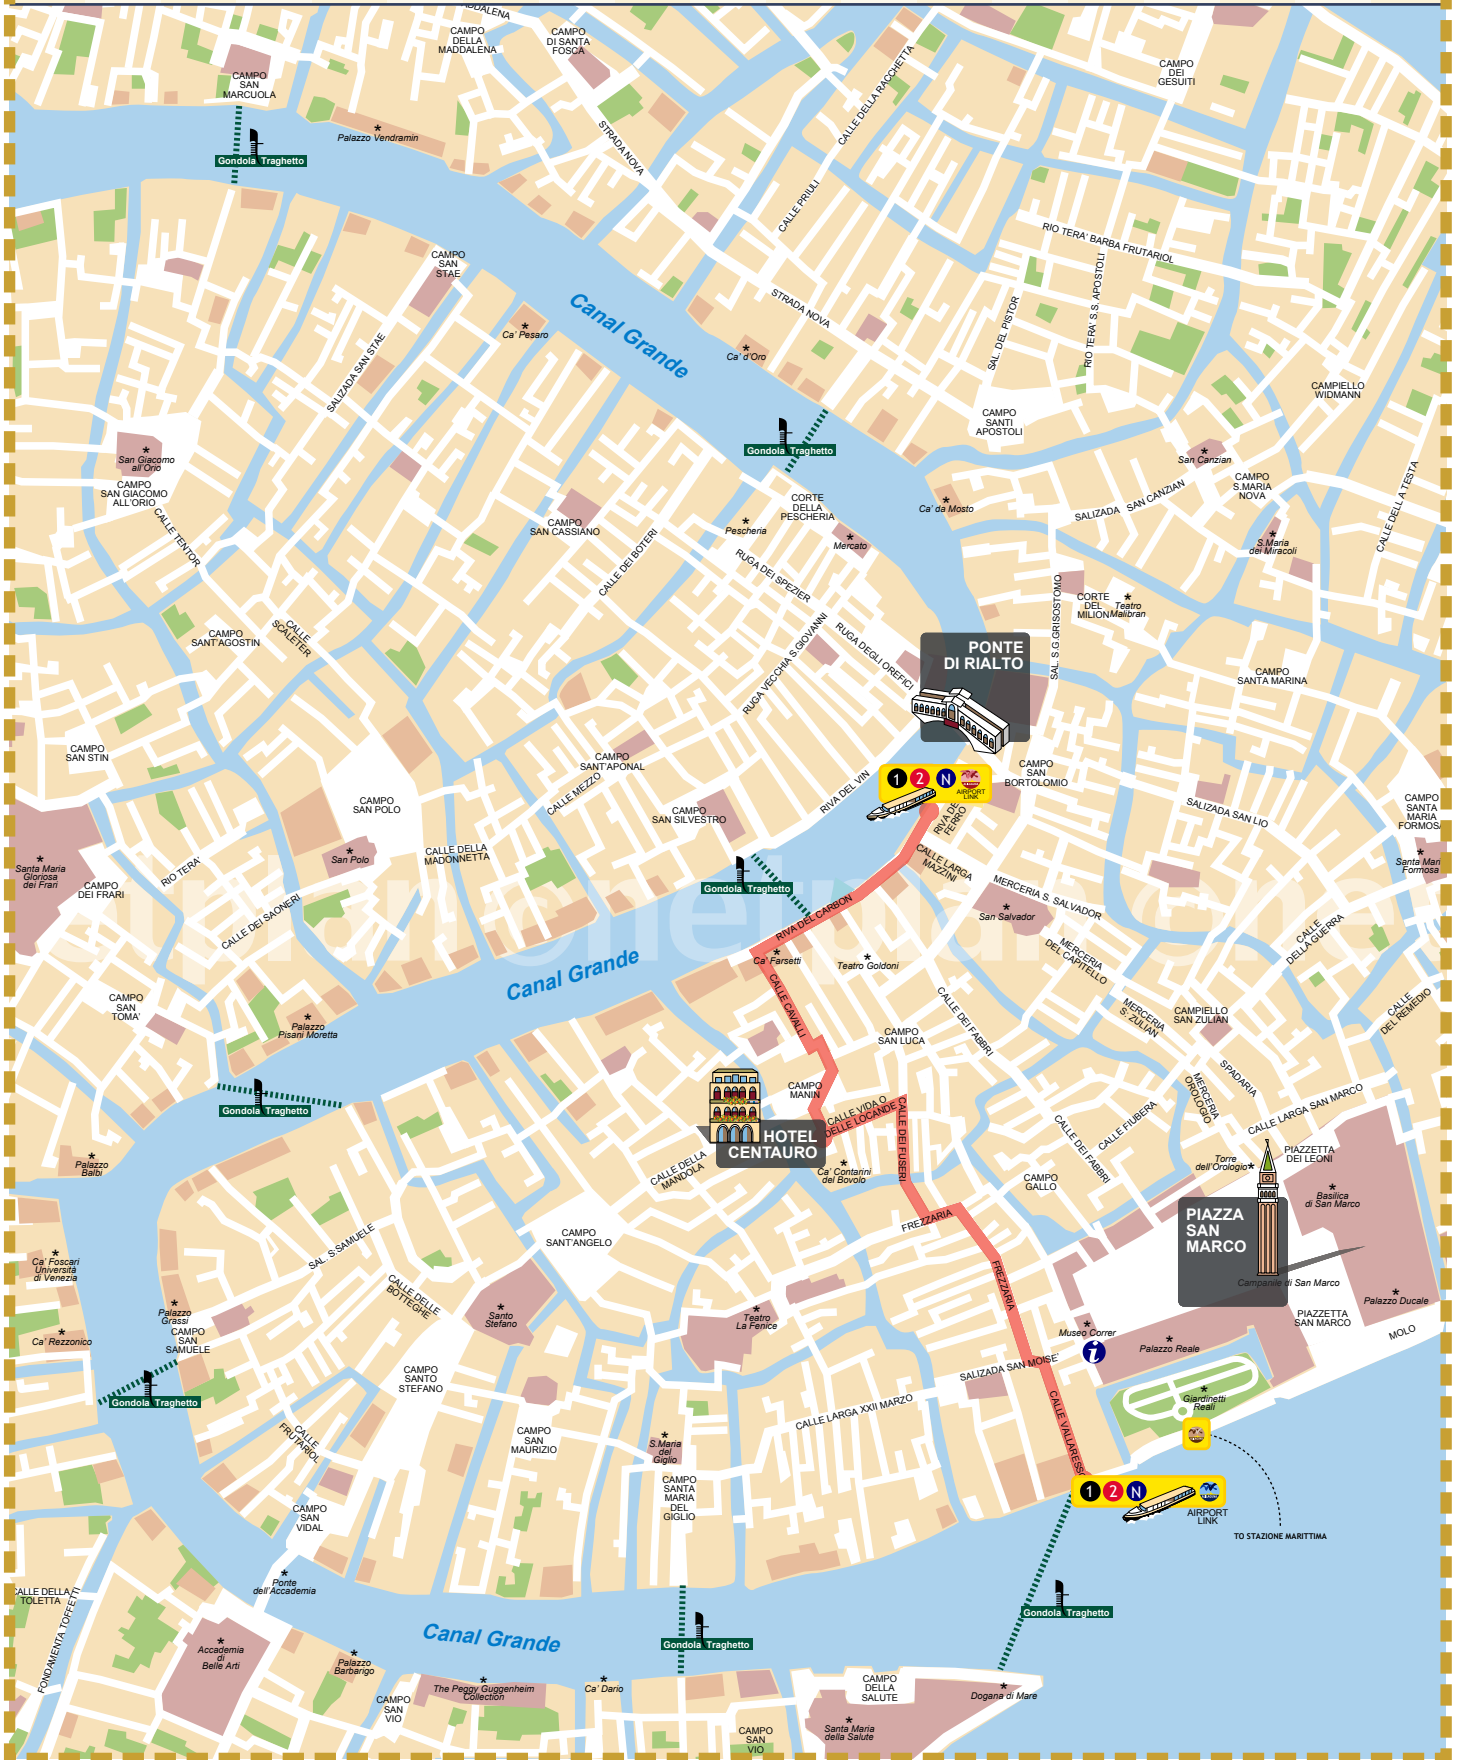 DDALENA
CAMPO
DELLA
MADDALENA
CAMPO
DI SANTA
FOSCA
CAMPO
SAN
MARCUOLA
CAMPO
DEI
GESUITI
CALLE DELLA RACCHETTA
Palazzo Vendramin
Gondola Traghetto
STRADA NOVA
CALLE PRIULI
RIO TERA' BARBA FRUTARIOL
CAMPO
SAN
STAE
RIO TERA' S.S. APOSTOLI
Canal Grande
STRADA NOVA
SAL. DEL PISTOR
Ca' Pesaro
Ca' d'Oro
SALIZADA SAN STAE
CAMPIELLO
WIDMANN
CAMPO
SANTI
APOSTOLI
Gondola Traghetto
San Giacomo
all'Orio
CAMPO
SAN GIACOMO
ALL'ORIO
San Canzian
CAMPO
S.MARIA
NOVA
SALIZADA SAN CANZIAN
CALLE DELLA TESTA
CORTE
DELLA
PESCHERIA
Ca' da Mosto
CAMPO
SAN CASSIANO
Pescheria
Mercato
S.Maria
dei Miracoli
CALLE TENTOR
CALLE DEI BOTERI
RUGA DEI SPEZIER
SAL. S.G.GRISOSTOMO
CORTE
DEL
MILION
Teatro
Malibran
CAMPO
SANT'AGOSTIN
CALLE
SCALETER
RUGA VECCHIA S.GIOVANNI
RUGA DEGLI OREFICI
PONTE
DI RIALTO
CAMPO
SANTA MARINA
CAMPO
SAN STIN
CAMPO
SANT'APONAL
CALLE MEZZO
RIVA DEL VIN
1 2 N
AIRPORT
LINK
CAMPO
SAN
BORTOLOMIO
CAMPO
SAN POLO
CAMPO
SAN SILVESTRO
RIVA DEL
FERRO
SALIZADA SAN LIO
CAMPO
SANTA
MARIA
FORMOSA
Santa Maria
Gloriosa
dei Frari
CAMPO
DEI FRARI
RIO TERA'
San Polo
CALLE DELLA
MADONNETTA
CALLE LARGA
MAZZINI
Santa Mari
Formosa
Gondola Traghetto
MERCERIA S. SALVADOR
San Salvador
RIVA DEL CARBON
CALLE DEI SAONERI
CALLE
DELLA GUERRA
MERCERIA
DEL CAPITELLO
Ca' Farsetti
Teatro Goldoni
Canal Grande
CAMPO
SAN
TOMA'
CALLE CAVALLI
CALLE DEI FABBRI
MERCERIA
S. ZULIAN
CAMPIELLO
SAN ZULIAN
CALLE
DEL REMEDIO
Palazzo
Pisani Moretta
CAMPO
SAN LUCA
Gondola Traghetto
CAMPO
MANIN
SPADARIA
MERCERIA
OROLOGIO
CALLE LARGA SAN MARCO
CALLE VIDA O
DELLE LOCANDE
CALLE DEI FUSERI
CALLE FIUBERA
HOTEL
CENTAURO
CALLE DEI FABBRI
PIAZZETTA
DEI LEONI
Torre
dell'Orologio
Palazzo
Balbi
CALLE DELLA
MANDOLA
Ca' Contarini
del Bovolo
CAMPO
GALLO
Basilica
di San Marco
PIAZZA
SAN
MARCO
FREZZARIA
CAMPO
SANT'ANGELO
SAL. S.SAMUELE
Ca' Foscari
Università
di Venezia
FREZZARIA
CALLE DELLE
BOTTEGHE
Campanile di San Marco
Palazzo Ducale
Palazzo
Grassi
Santo
Stefano
Teatro
La Fenice
PIAZZETTA
SAN MARCO
MOLO
Ca' Rezzonico
CAMPO
SAN
SAMUELE
Museo Correr
i
Palazzo Reale
SALIZADA SAN MOISE'
CAMPO
SANTO
STEFANO
Gondola Traghetto
CALLE LARGA XXII MARZO
CALLE VALLARESSO
Giardinetti
Reali
CALLE
FRUTARIOL
CAMPO
SAN
MAURIZIO
S.Maria
del
Giglio
CAMPO
SANTA
MARIA
DEL
GIGLIO
1 2 N
AIRPORT
LINK
TO STAZIONE MARITTIMA
CAMPO
SAN
VIDAL
Ponte
dell'Accademia
CALLE DELLA
TOLETTA
FONDAMENTA TOFFETTI
Canal Grande
Gondola Traghetto
Gondola Traghetto
Accademia
di
Belle Arti
Palazzo
Barbarigo
The Peggy Guggenheim
Collection
Ca' Dario
CAMPO
DELLA
SALUTE
Dogana di Mare
CAMPO
SAN
VIO
Santa Maria
della Salute
CAMPO
SAN
VIO